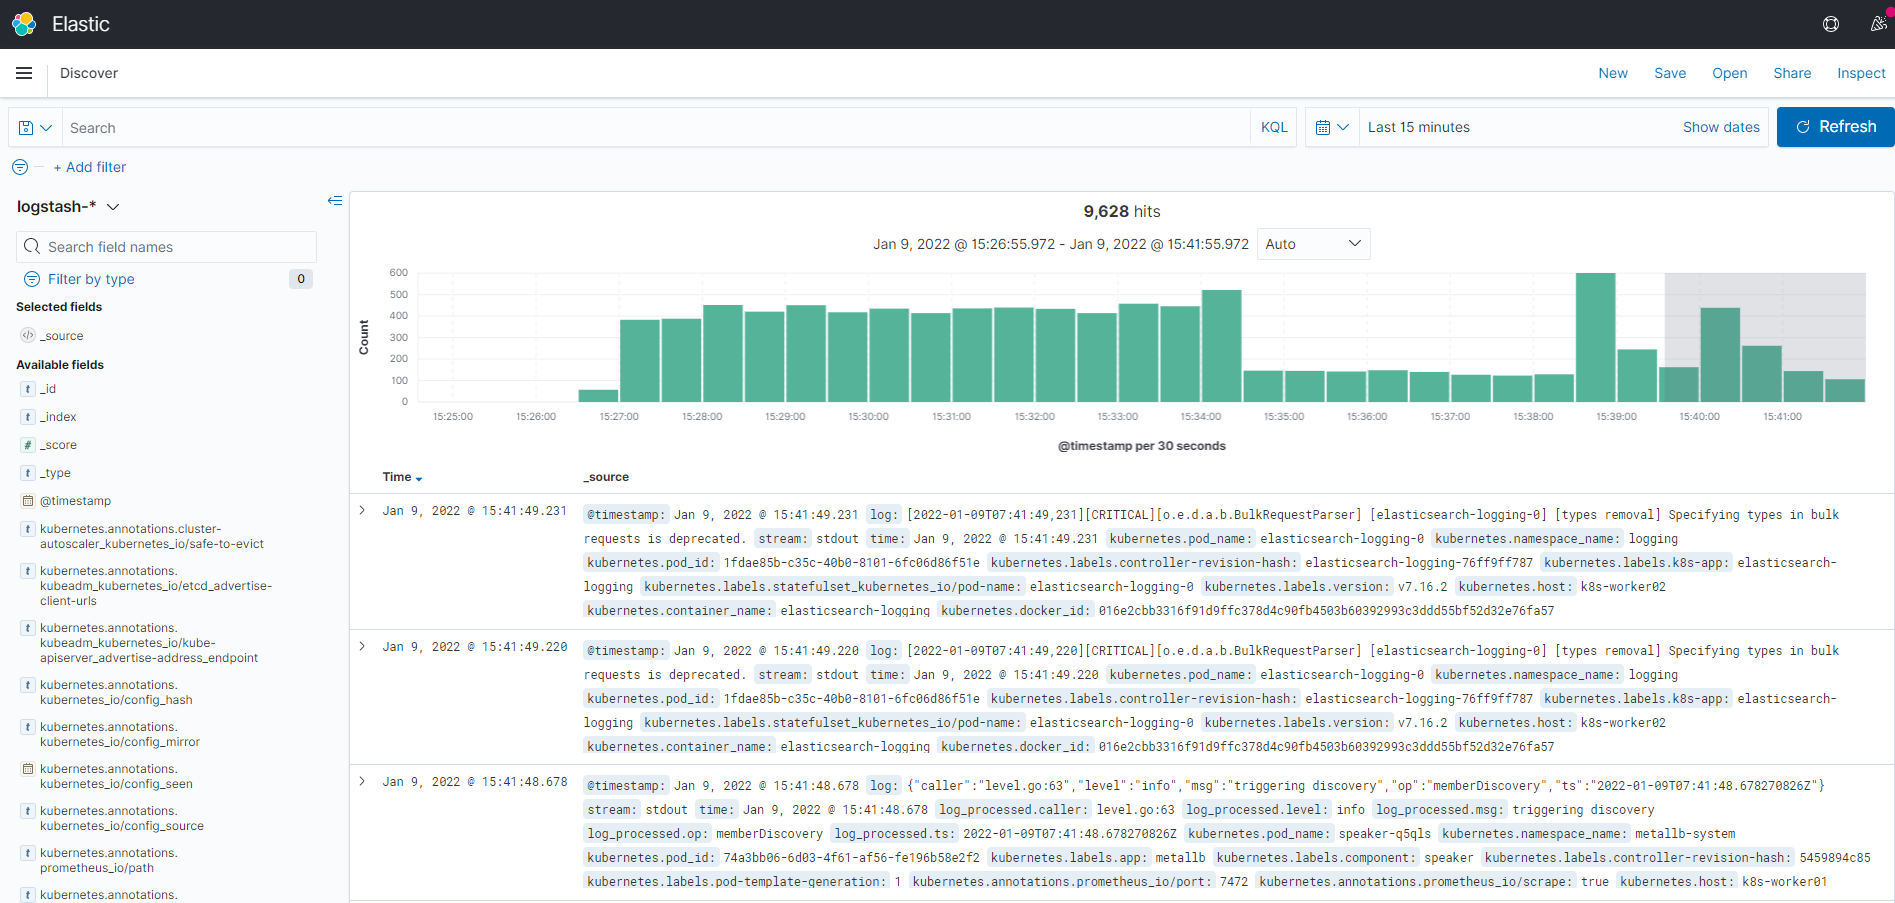 Elastic
Discover
New Save Open Share Inspect
Search KQL Last 15 minutes Show dates Refresh
+ Add filter
logstash-*
Search field names
Filter by type 0
Selected fields
_source
Available fields
t _id
t _index
# _score
t _type
@timestamp
t kubernetes.annotations.cluster-
autoscaler_kubernetes_io/safe-to-evict
t kubernetes.annotations.
kubeadm_kubernetes_io/etcd_advertise-
client-urls
t kubernetes.annotations.
kubeadm_kubernetes_io/kube-
apiserver_advertise-address_endpoint
t kubernetes.annotations.
kubernetes_io/config_hash
t kubernetes.annotations.
kubernetes_io/config_mirror
kubernetes.annotations.
kubernetes_io/config_seen
t kubernetes.annotations.
kubernetes_io/config_source
t kubernetes.annotations.
prometheus_io/path
t kubernetes.annotations.
9,628 hits
Jan 9, 2022 @ 15:26:55.972 - Jan 9, 2022 @ 15:41:55.972 Auto
Count
600
500
400
300
200
100
0
15:25:00 15:26:00 15:27:00 15:28:00 15:29:00 15:30:00 15:31:00 15:32:00 15:33:00 15:34:00 15:35:00 15:36:00 15:37:00 15:38:00 15:39:00 15:40:00 15:41:00
@timestamp per 30 seconds
Time _source
Jan 9, 2022 @ 15:41:49.231 @timestamp: Jan 9, 2022 @ 15:41:49.231 log: [2022-01-09T07:41:49,231][CRITICAL][o.e.d.a.b.BulkRequestParser] [elasticsearch-logging-0] [types removal] Specifying types in bulk
requests is deprecated. stream: stdout time: Jan 9, 2022 @ 15:41:49.231 kubernetes.pod_name: elasticsearch-logging-0 kubernetes.namespace_name: logging
kubernetes.pod_id: 1fdae85b-c35c-40b0-8101-6fc06d86f51e kubernetes.labels.controller-revision-hash: elasticsearch-logging-76ff9ff787 kubernetes.labels.k8s-app: elasticsearch-
logging kubernetes.labels.statefulset_kubernetes_io/pod-name: elasticsearch-logging-0 kubernetes.labels.version: v7.16.2 kubernetes.host: k8s-worker02
kubernetes.container_name: elasticsearch-logging kubernetes.docker_id: 016e2cbb3316f91d9ffc378d4c90fb4503b60392993c3ddd55bf52d32e76fa57
Jan 9, 2022 @ 15:41:49.220 @timestamp: Jan 9, 2022 @ 15:41:49.220 log: [2022-01-09T07:41:49,220][CRITICAL][o.e.d.a.b.BulkRequestParser] [elasticsearch-logging-0] [types removal] Specifying types in bulk
requests is deprecated. stream: stdout time: Jan 9, 2022 @ 15:41:49.220 kubernetes.pod_name: elasticsearch-logging-0 kubernetes.namespace_name: logging
kubernetes.pod_id: 1fdae85b-c35c-40b0-8101-6fc06d86f51e kubernetes.labels.controller-revision-hash: elasticsearch-logging-76ff9ff787 kubernetes.labels.k8s-app: elasticsearch-
logging kubernetes.labels.statefulset_kubernetes_io/pod-name: elasticsearch-logging-0 kubernetes.labels.version: v7.16.2 kubernetes.host: k8s-worker02
kubernetes.container_name: elasticsearch-logging kubernetes.docker_id: 016e2cbb3316f91d9ffc378d4c90fb4503b60392993c3ddd55bf52d32e76fa57
Jan 9, 2022 @ 15:41:48.678 @timestamp: Jan 9, 2022 @ 15:41:48.678 log: {"caller":"level.go:63","level":"info","msg":"triggering discovery","op":"memberDiscovery","ts":"2022-01-09T07:41:48.678270826Z"}
stream: stdout time: Jan 9, 2022 @ 15:41:48.678 log_processed.caller: level.go:63 log_processed.level: info log_processed.msg: triggering discovery
log_processed.op: memberDiscovery log_processed.ts: 2022-01-09T07:41:48.678270826Z kubernetes.pod_name: speaker-q5qls kubernetes.namespace_name: metallb-system
kubernetes.pod_id: 74a3bb06-6d03-4f61-af56-fe196b58e2f2 kubernetes.labels.app: metallb kubernetes.labels.component: speaker kubernetes.labels.controller-revision-hash: 5459894c85
kubernetes.labels.pod-template-generation: 1 kubernetes.annotations.prometheus_io/port: 7472 kubernetes.annotations.prometheus_io/scrape: true kubernetes.host: k8s-worker01